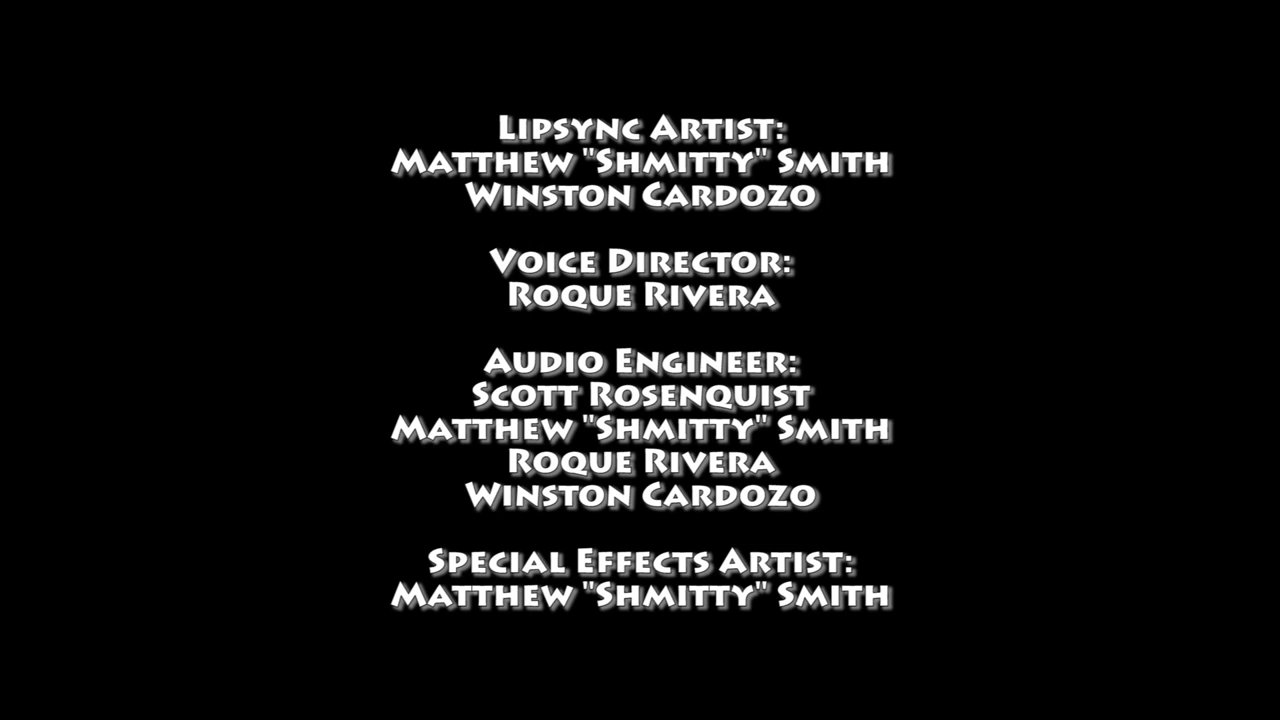 Lipsync Artist:
Matthew "Shmitty" Smith
Winston Cardozo
Voice Director:
Roque Rivera
Audio Engineer:
Scott Rosenquist
Matthew "Shmitty" Smith
Roque Rivera
Winston Cardozo
Special Effects Artist:
Matthew "Shmitty" Smith